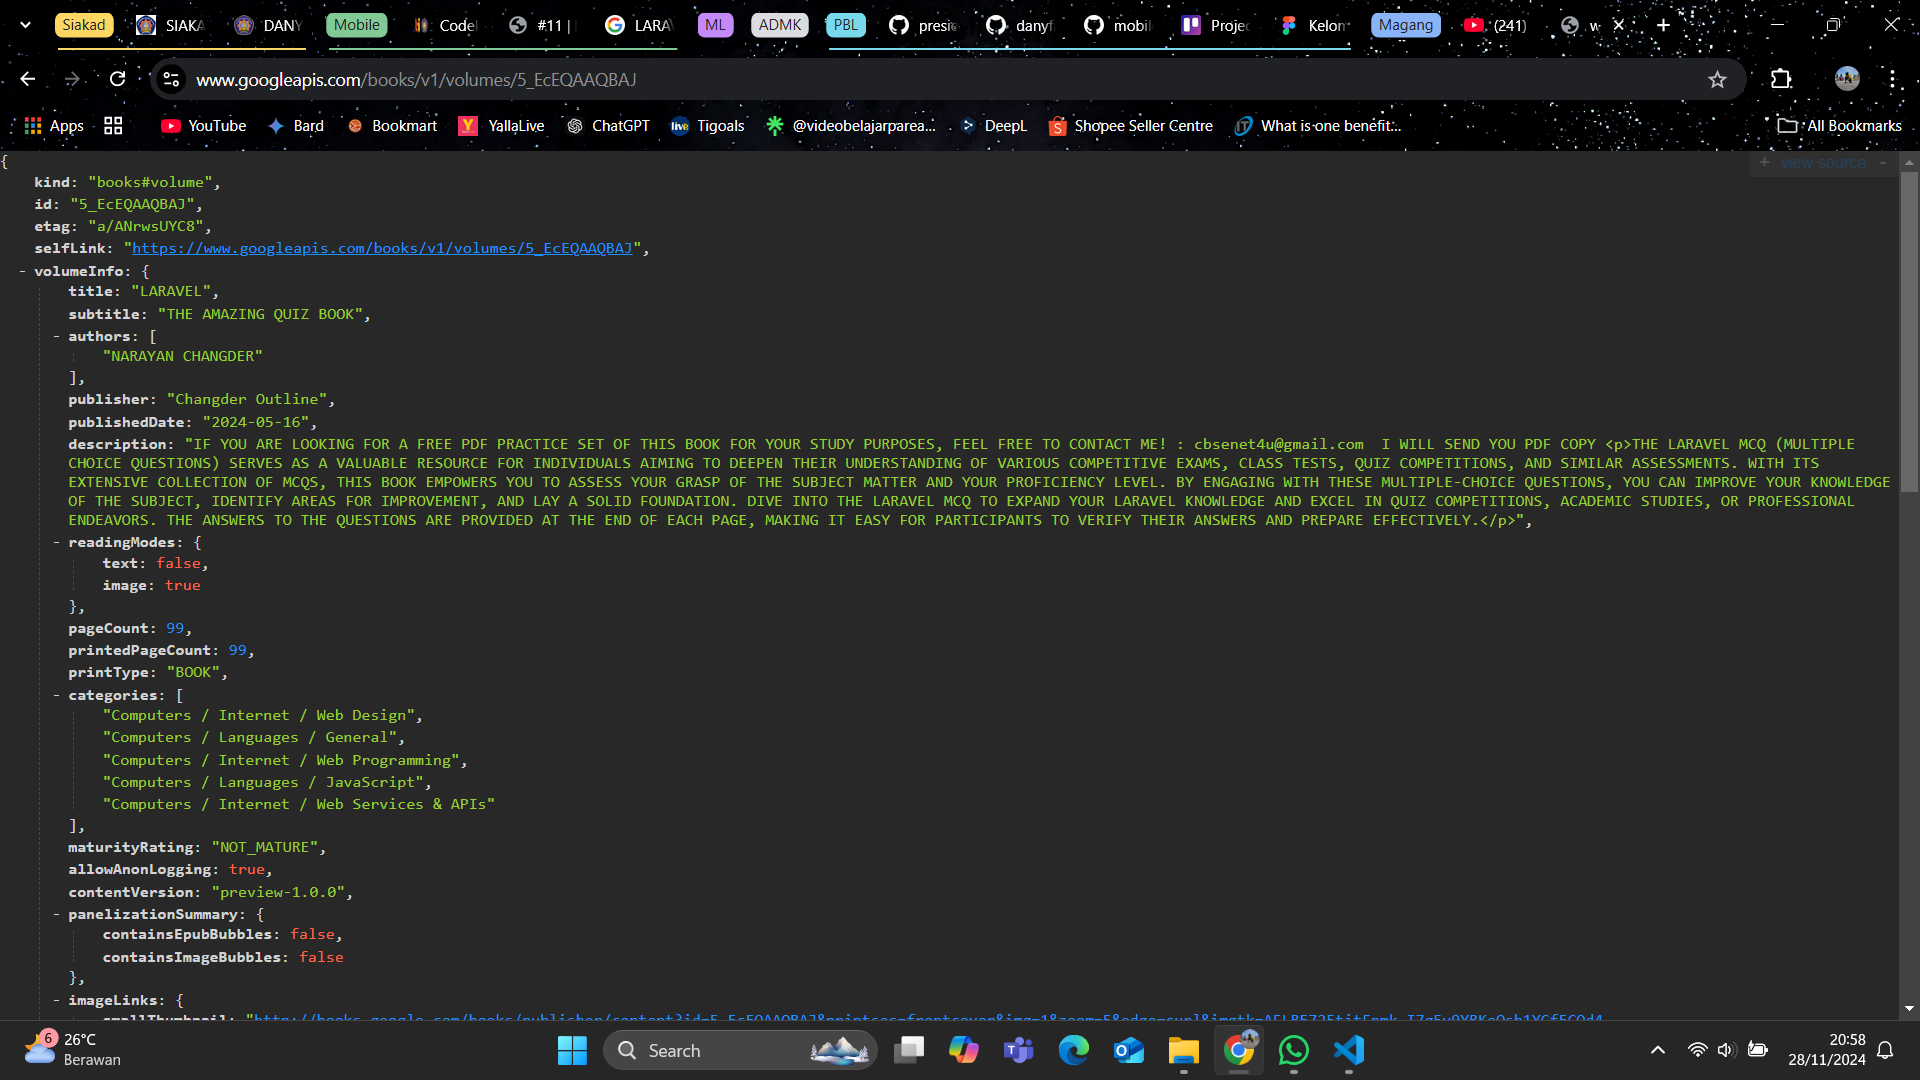 Siakad SIAKA DANY Mobile Codel #11 | LARAV ML ADMK PBL presi danyf mobil Projec Kelom Magang (241) w
www.googleapis.com/books/v1/volumes/5_EcEQAAQBAJ
Apps YouTube Bard Bookmart YallaLive ChatGPT Tigoals @videobelajarparea... DeepL Shopee Seller Centre What is one benefit... All Bookmarks
{
+ view source -
kind: "books#volume",
id: "5_EcEQAAQBAJ",
etag: "a/ANrwsUYC8",
selfLink: "https://www.googleapis.com/books/v1/volumes/5_EcEQAAQBAJ",
- volumeInfo: {
title: "LARAVEL",
subtitle: "THE AMAZING QUIZ BOOK",
- authors: [
"NARAYAN CHANGDER"
],
publisher: "Changder Outline",
publishedDate: "2024-05-16",
description: "IF YOU ARE LOOKING FOR A FREE PDF PRACTICE SET OF THIS BOOK FOR YOUR STUDY PURPOSES, FEEL FREE TO CONTACT ME! : cbsenet4u@gmail.com I WILL SEND YOU PDF COPY <p>THE LARAVEL MCQ (MULTIPLE
CHOICE QUESTIONS) SERVES AS A VALUABLE RESOURCE FOR INDIVIDUALS AIMING TO DEEPEN THEIR UNDERSTANDING OF VARIOUS COMPETITIVE EXAMS, CLASS TESTS, QUIZ COMPETITIONS, AND SIMILAR ASSESSMENTS. WITH ITS
EXTENSIVE COLLECTION OF MCQS, THIS BOOK EMPOWERS YOU TO ASSESS YOUR GRASP OF THE SUBJECT MATTER AND YOUR PROFICIENCY LEVEL. BY ENGAGING WITH THESE MULTIPLE-CHOICE QUESTIONS, YOU CAN IMPROVE YOUR KNOWLEDGE
OF THE SUBJECT, IDENTIFY AREAS FOR IMPROVEMENT, AND LAY A SOLID FOUNDATION. DIVE INTO THE LARAVEL MCQ TO EXPAND YOUR LARAVEL KNOWLEDGE AND EXCEL IN QUIZ COMPETITIONS, ACADEMIC STUDIES, OR PROFESSIONAL
ENDEAVORS. THE ANSWERS TO THE QUESTIONS ARE PROVIDED AT THE END OF EACH PAGE, MAKING IT EASY FOR PARTICIPANTS TO VERIFY THEIR ANSWERS AND PREPARE EFFECTIVELY.</p>",
- readingModes: {
text: false,
image: true
},
pageCount: 99,
printedPageCount: 99,
printType: "BOOK",
- categories: [
"Computers / Internet / Web Design",
"Computers / Languages / General",
"Computers / Internet / Web Programming",
"Computers / Languages / JavaScript",
"Computers / Internet / Web Services & APIs"
],
maturityRating: "NOT_MATURE",
allowAnonLogging: true,
contentVersion: "preview-1.0.0",
- panelizationSummary: {
containsEpubBubbles: false,
containsImageBubbles: false
},
- imageLinks: {
smallThumbnail:
6
26°C
Berawan
Search
20:58
28/11/2024